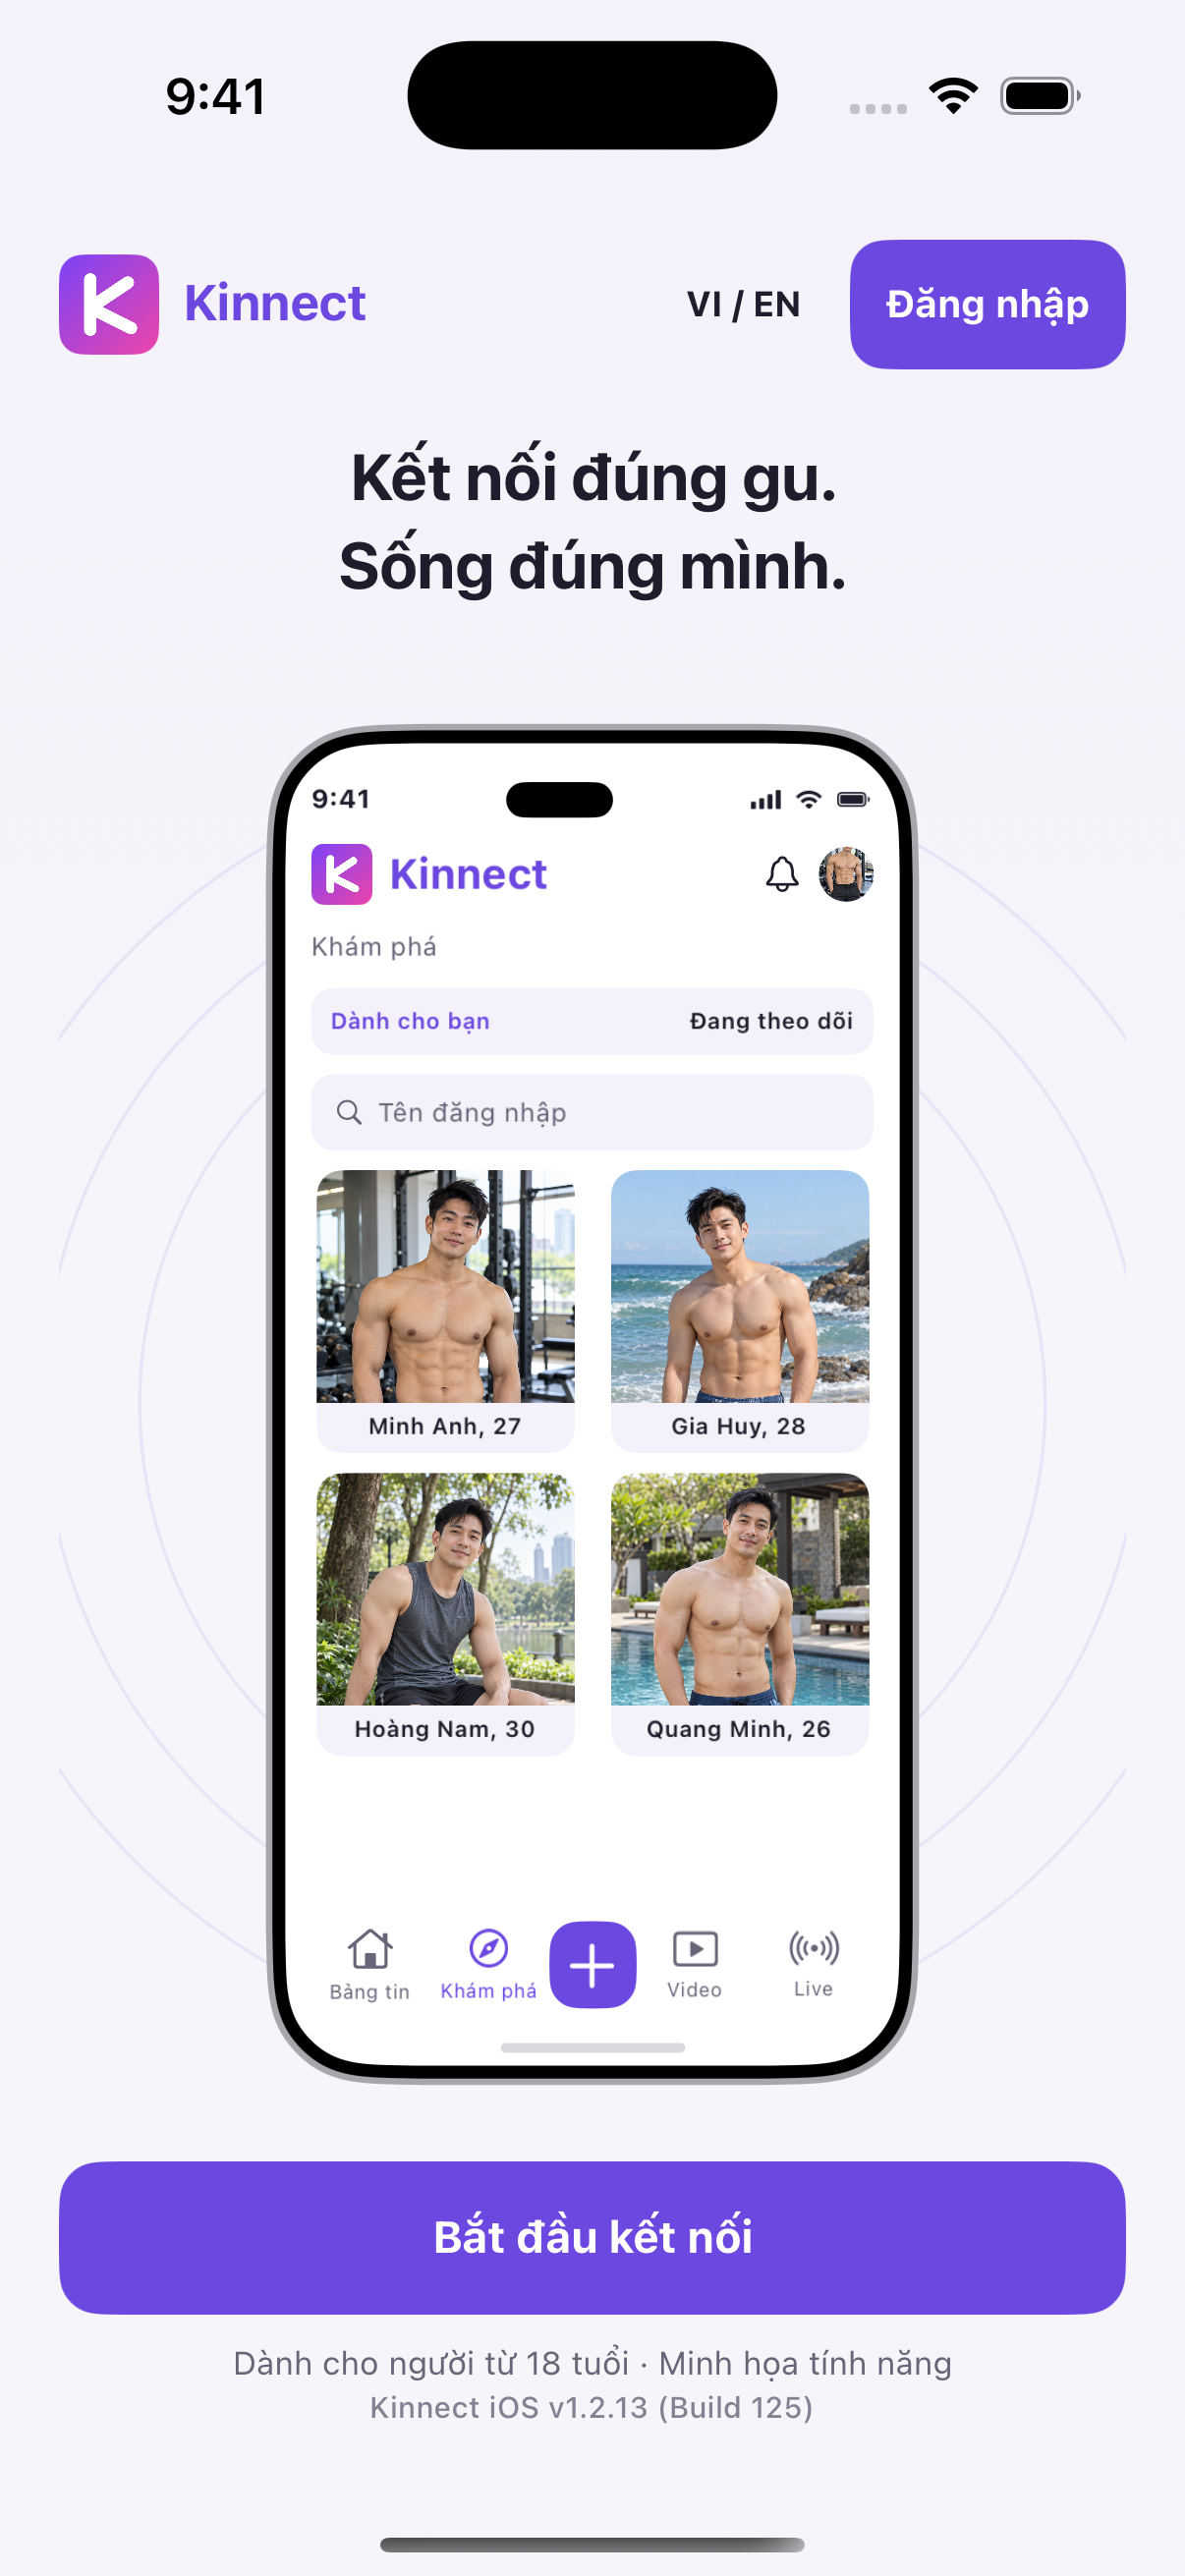 9:41
Kinnect
VI / EN
Đăng nhập
Kết nối đúng gu.
Sống đúng mình.
9:41
Kinnect
Khám phá
Dành cho bạn
Đang theo dõi
Tên đăng nhập
Minh Anh, 27
Gia Huy, 28
Hoàng Nam, 30
Quang Minh, 26
Bảng tin
Khám phá
Video
Live
Bắt đầu kết nối
Dành cho người từ 18 tuổi · Minh họa tính năng
Kinnect iOS v1.2.13 (Build 125)